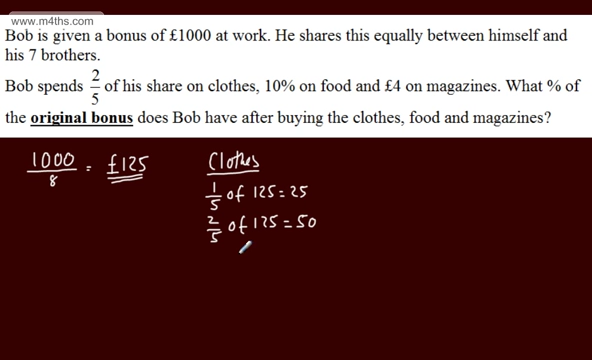 www.m4ths.com
Bob is given a bonus of £1000 at work. He shares this equally between himself and
his 7 brothers.
Bob spends 2/5 of his share on clothes, 10% on food and £4 on magazines. What % of
the original bonus does Bob have after buying the clothes, food and magazines?
1000/8 = £125
Clothes
1/5 of 125 = 25
2/5 of 125 = 50